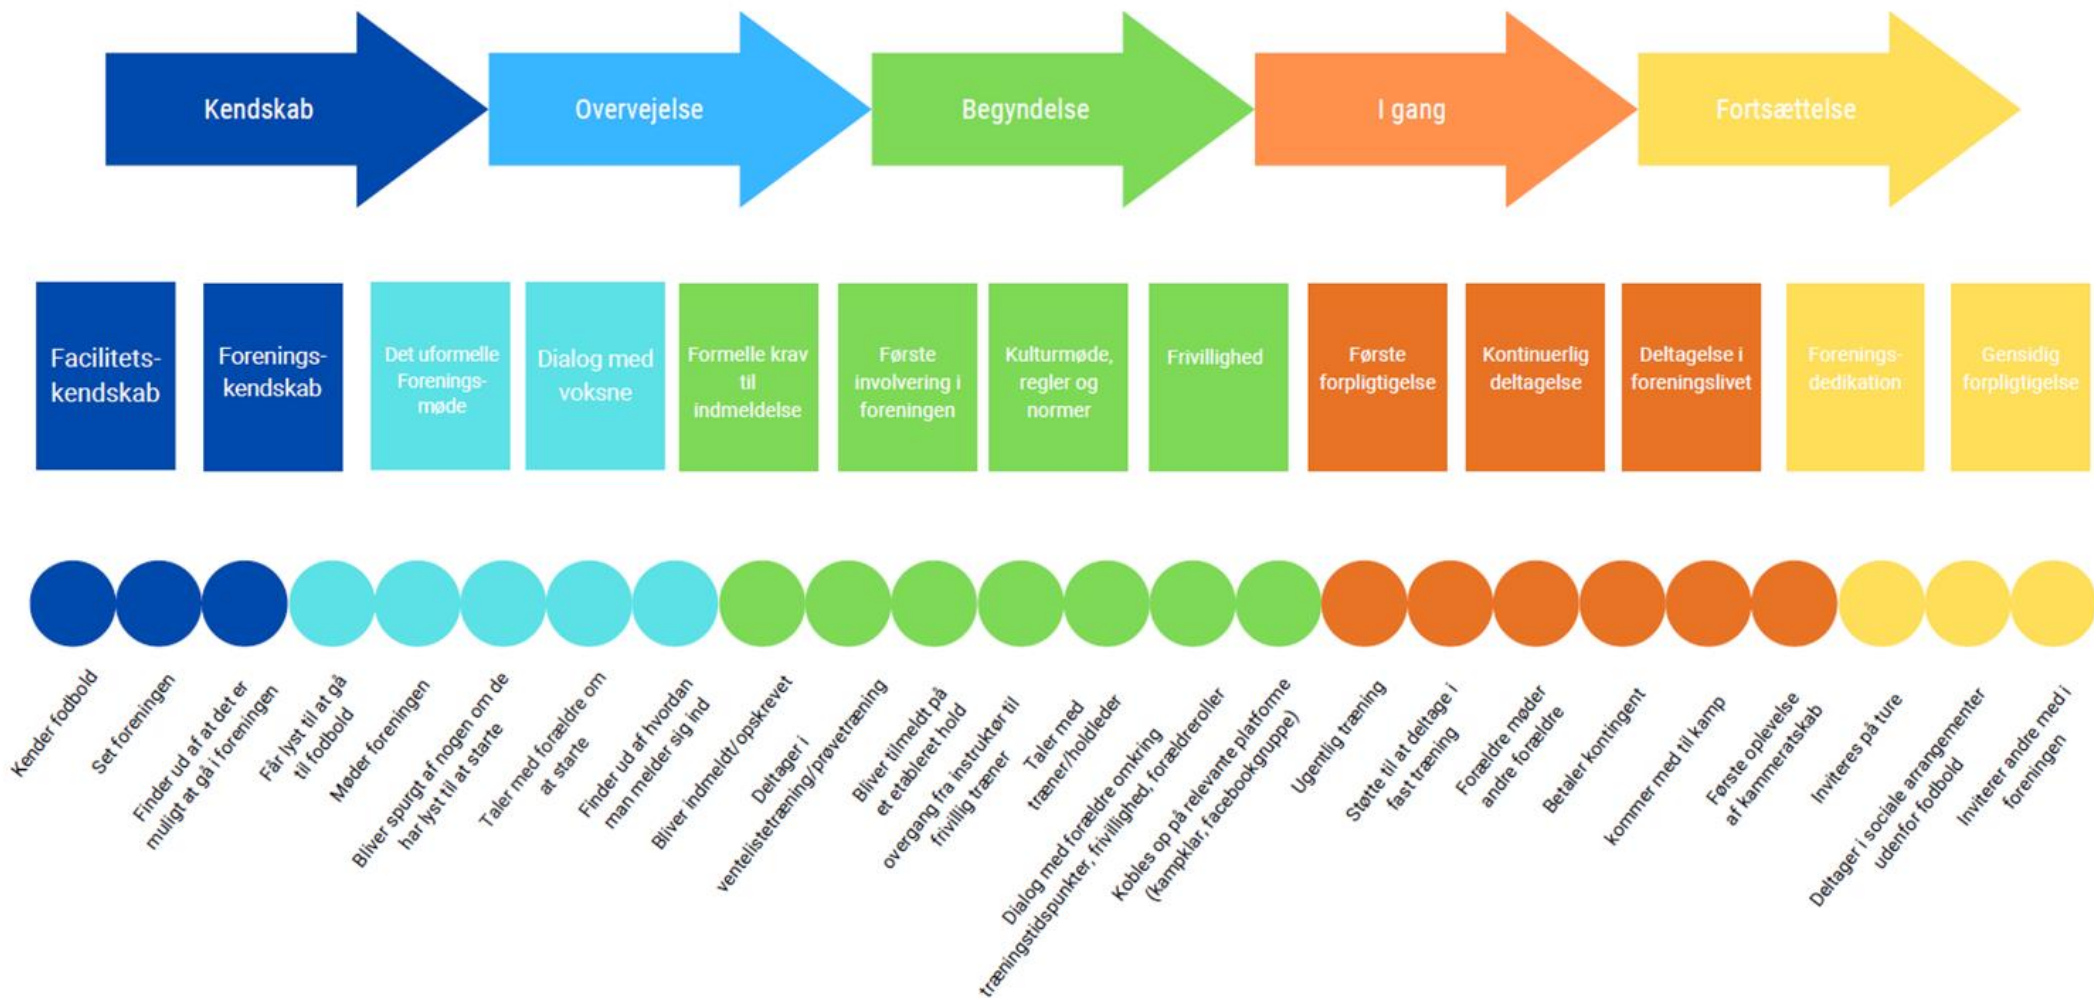 Kendskab
Overvejelse
Begyndelse
I gang
Fortsættelse
Facilitets-
kendskab
Forenings-
kendskab
Det uformelle
Forenings-
møde
Dialog med
voksne
Formelle krav
til
indmeldelse
Første
involvering i
foreningen
Kulturmøde,
regler og
normer
Frivillighed
Første
forpligtigelse
Kontinuerlig
deltagelse
Deltagelse i
foreningslivet
Forenings-
dedikation
Gensidig
forpligtigelse
Kender fodbold
Set foreningen
Finder ud af at det er
muligt at gå i foreningen
Får lyst til at gå
til fodbold
Møder foreningen
Bliver spurgt af nogen om de
har lyst til at starte
Taler med forældre om
at starte
Finder ud af hvordan
man melder sig ind
Bliver indmeldt/opskrevet
Deltager i
ventelistetræning/prøvetræning
Bliver tilmeldt på
et etableret hold
overgang fra instruktør til
frivillig træner
Taler med
træner/holdleder
Dialog med forældre omkring
træningstidspunkter, frivillighed, forældreroller
Kobles op på relevante platforme
(kampklar, facebookgruppe)
Ugentlig træning
Støtte til at deltage i
fast træning
Forældre møder
andre forældre
Betaler kontingent
kommer med til kamp
Første oplevelse
af kammeratskab
Inviteres på ture
Deltager i sociale arrangementer
udenfor fodbold
Inviterer andre med i
foreningen